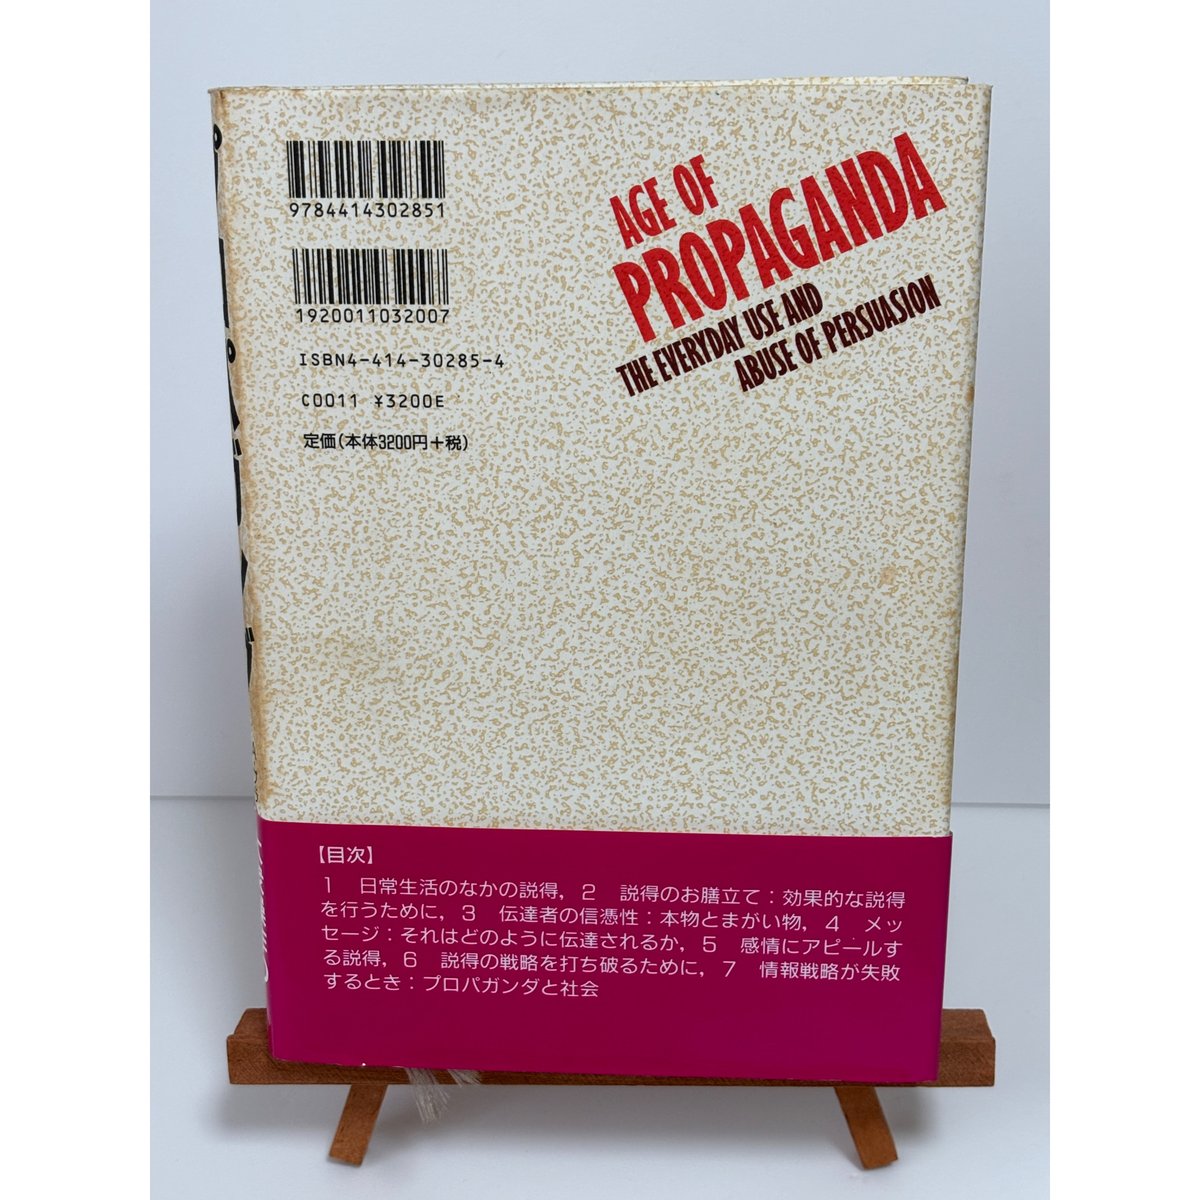 9784414302851
1920011032007
ISBN4-414-30285-4
C0011 ¥3200E
定価(本体3200円+税)
AGE OF
PROPAGANDA
THE EVERYDAY USE AND
ABUSE OF PERSUASION
【目次】
1　日常生活のなかの説得，2　説得のお膳立て：効果的な説得
を行うために，3　伝達者の信憑性：本物とまがい物，4　メッ
セージ：それはどのように伝達されるか，5　感情にアピールす
る説得，6　説得の戦略を打ち破るために，7　情報戦略が失敗
するとき：プロパガンダと社会